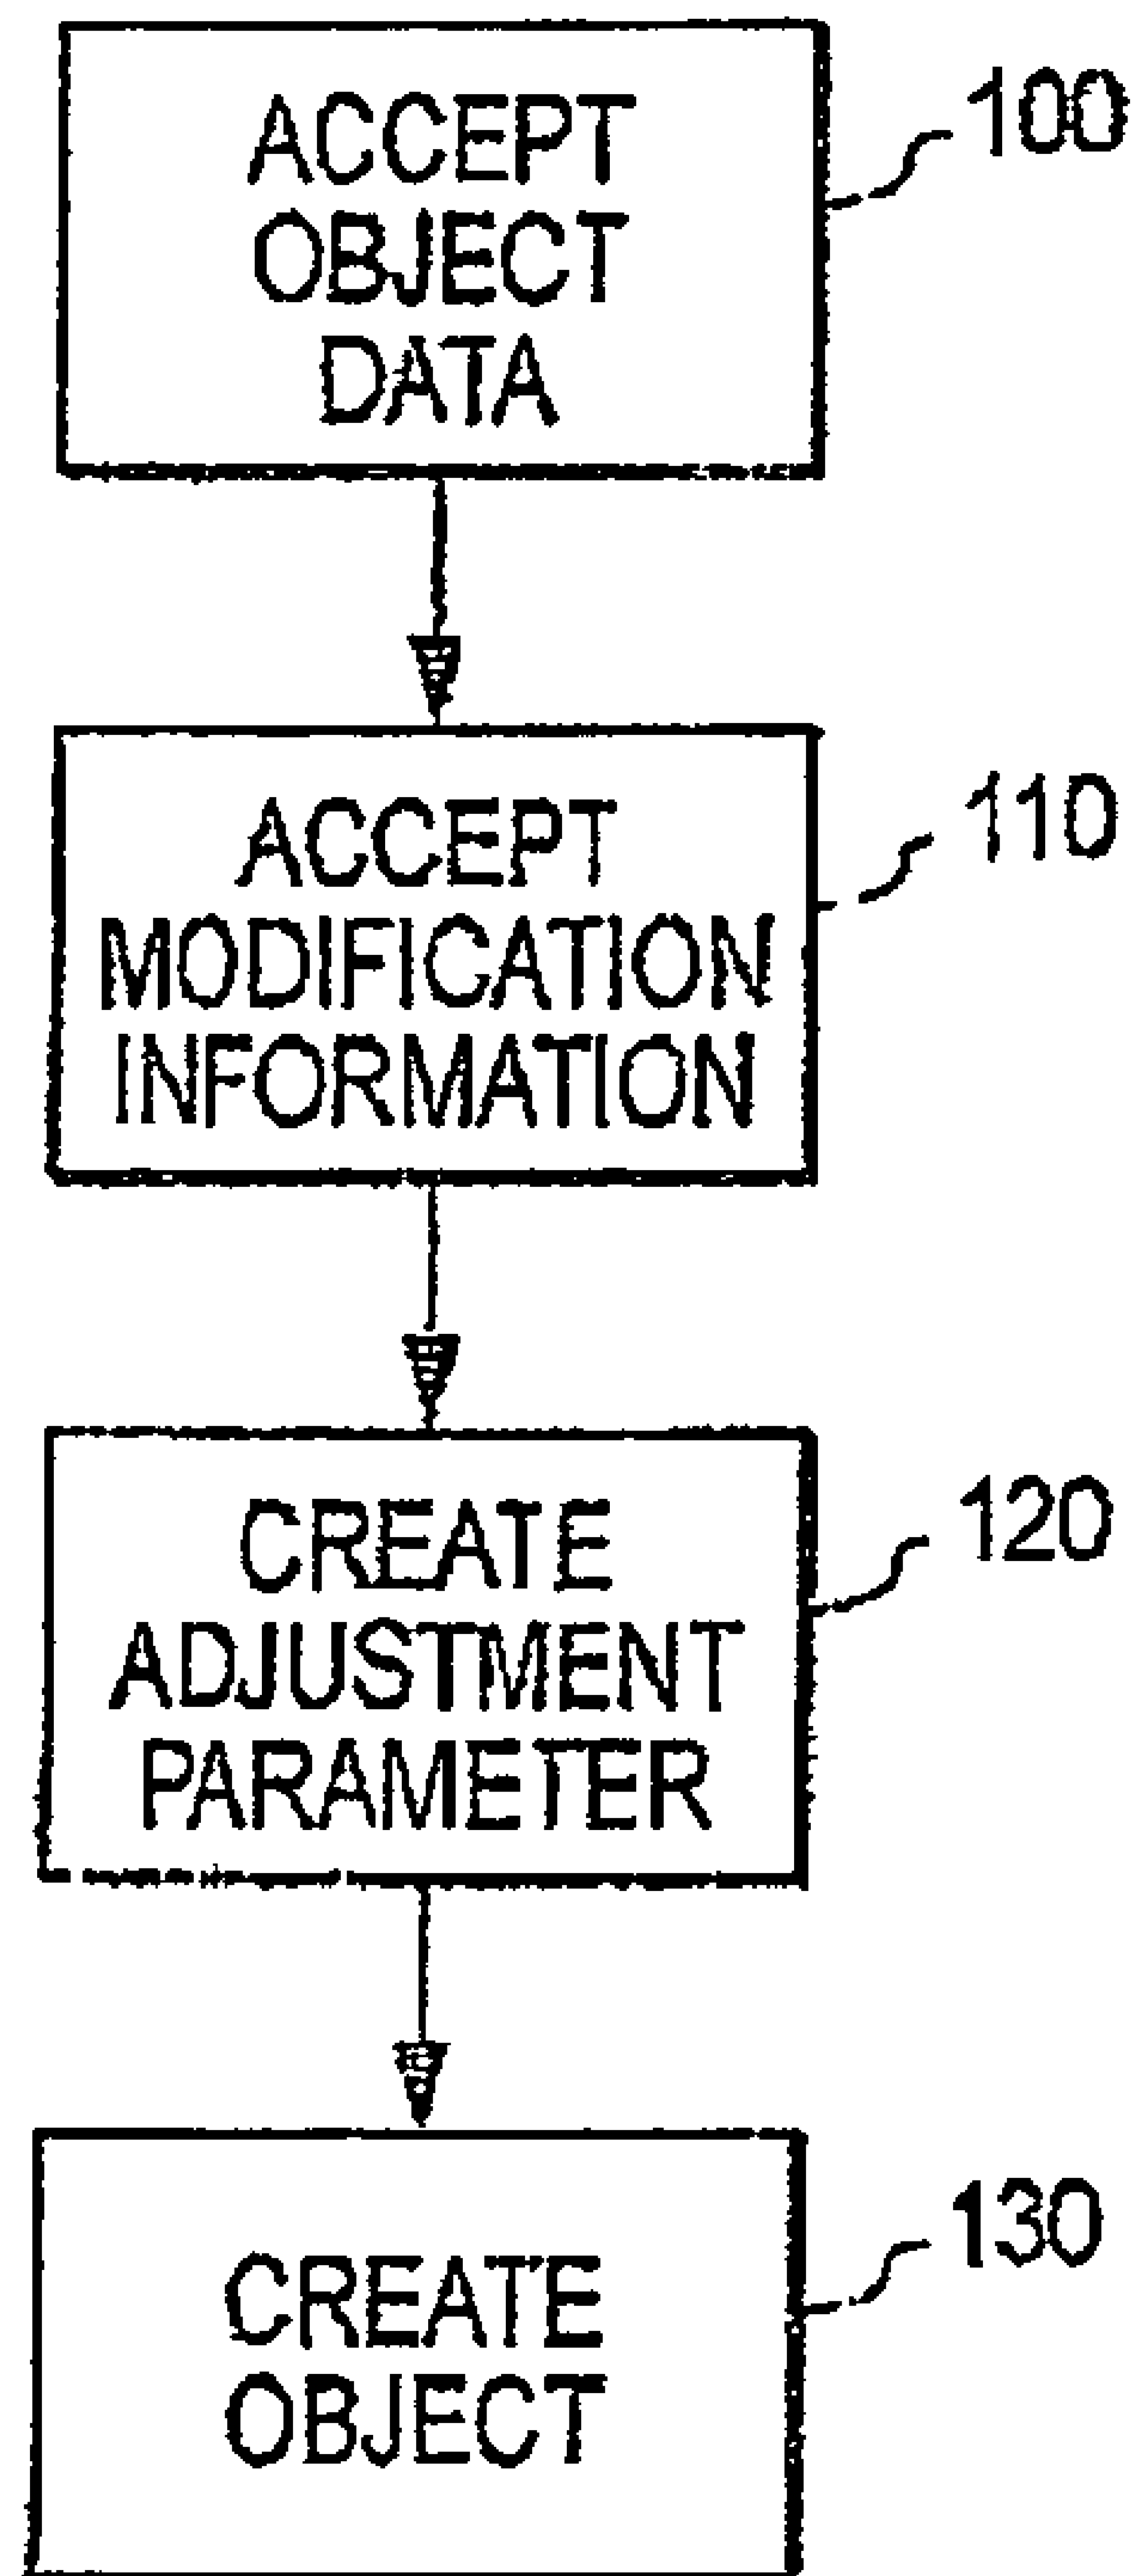 ACCEPT
OBJECT
DATA
100
ACCEPT
MODIFICATION
INFORMATION
110
CREATE
ADJUSTMENT
PARAMETER
120
CREATE
OBJECT
130